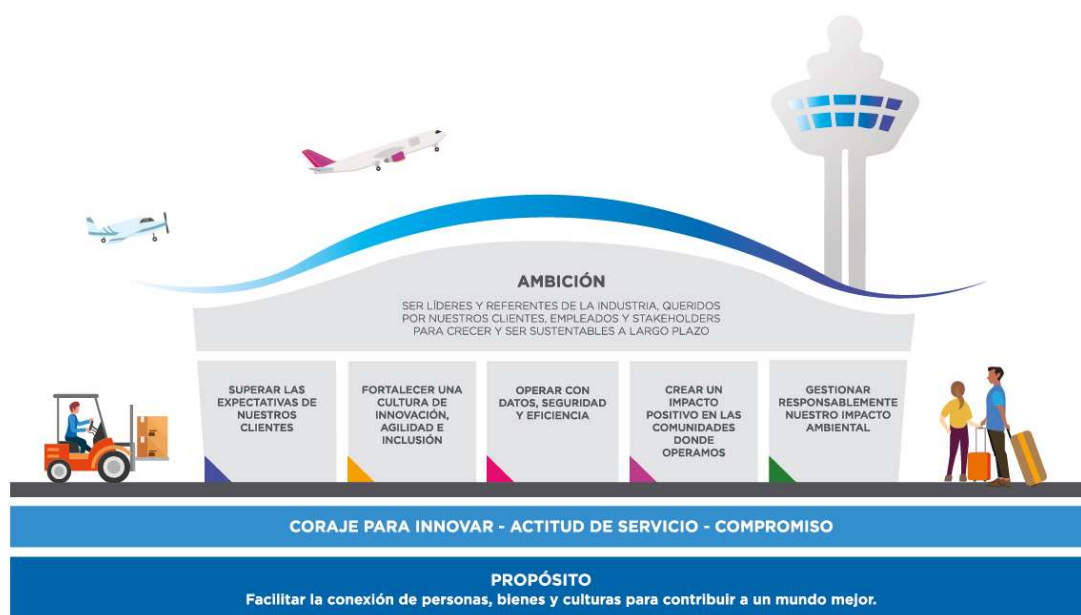 AMBICIÓN
SER LÍDERES Y REFERENTES DE LA INDUSTRIA, QUERIDOS
POR NUESTROS CLIENTES, EMPLEADOS Y STAKEHOLDERS
PARA CRECER Y SER SUSTENTABLES A LARGO PLAZO
SUPERAR LAS
EXPECTATIVAS DE
NUESTROS
CLIENTES
FORTALECER UNA
CULTURA DE
INNOVACIÓN,
AGILIDAD E
INCLUSIÓN
OPERAR CON
DATOS, SEGURIDAD
Y EFICIENCIA
CREAR UN
IMPACTO
POSITIVO EN LAS
COMUNIDADES
DONDE
OPERAMOS
GESTIONAR
RESPONSABLEMENTE
NUESTRO IMPACTO
AMBIENTAL
CORAJE PARA INNOVAR - ACTITUD DE SERVICIO - COMPROMISO
PROPÓSITO
Facilitar la conexión de personas, bienes y culturas para contribuir a un mundo mejor.